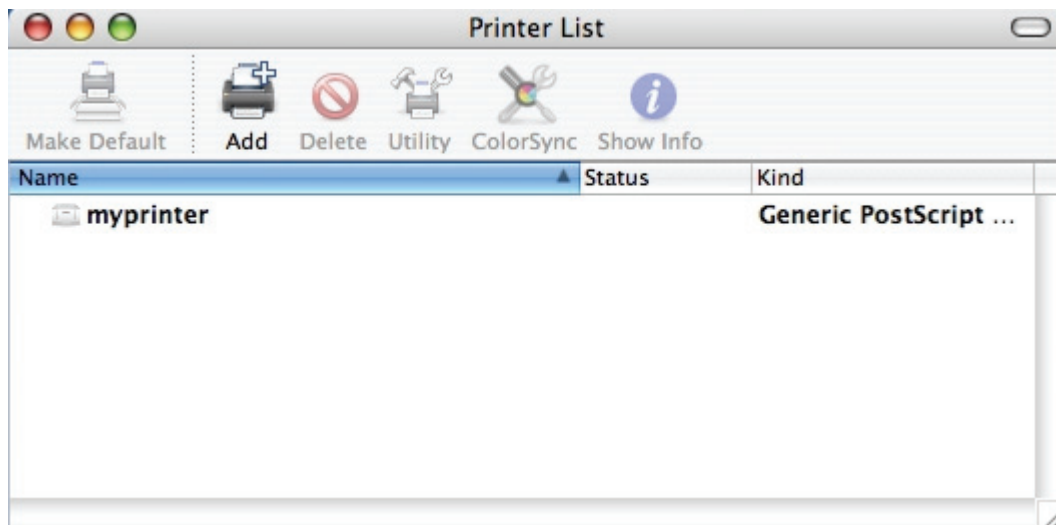 Printer List
Make Default Add Delete Utility ColorSync Show Info
Name Status Kind
myprinter Generic PostScript ...